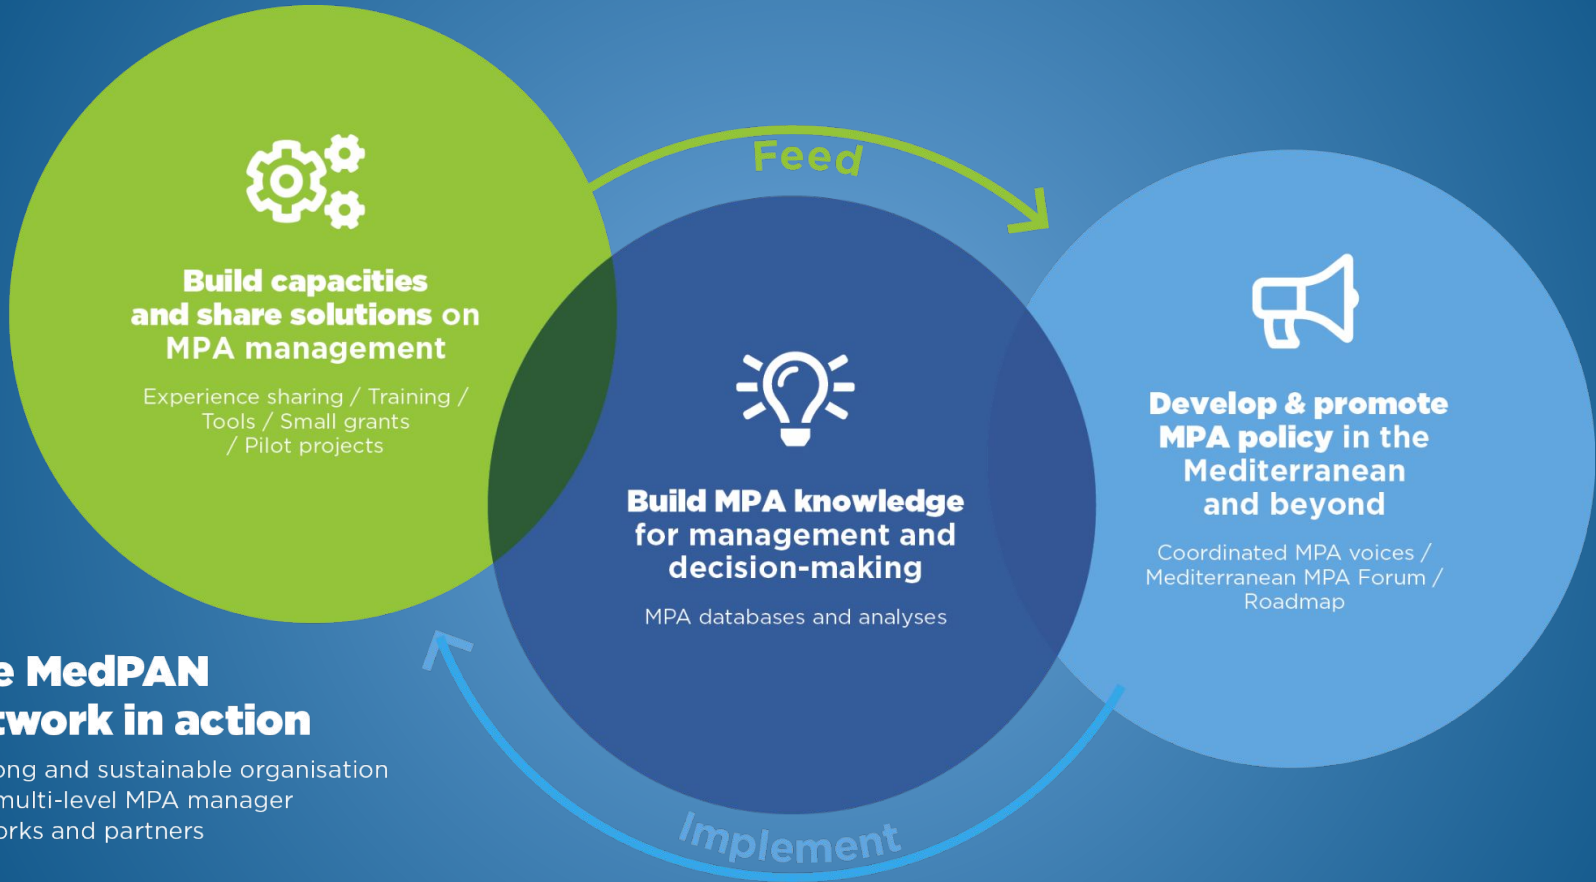 Build capacities
and share solutions on
MPA management
Experience sharing / Training /
Tools / Small grants
/ Pilot projects
Feed
Build MPA knowledge
for management and
decision-making
MPA databases and analyses
Develop & promote
MPA policy in the
Mediterranean
and beyond
Coordinated MPA voices /
Mediterranean MPA Forum /
Roadmap
Implement
e MedPAN
twork in action
ong and sustainable organisation
multi-level MPA manager
orks and partners